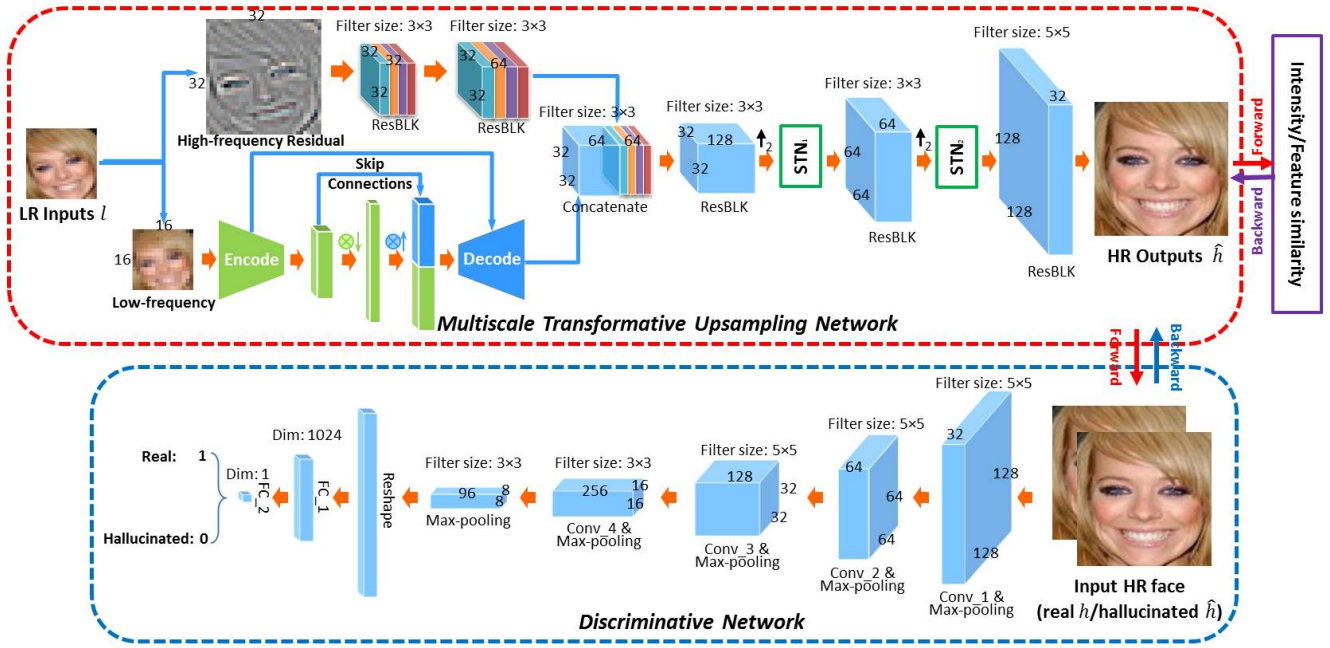 32
Filter size: 3×3
Filter size: 3×3
32
32
32
32
ResBLK
32
64
32
ResBLK
High-frequency Residual
LR Inputs l
16
16
Low-frequency
Encode
Skip
Connections
Decode
Filter size: 3×3
64
64
32
32
Concatenate
Filter size: 3×3
32
128
32
ResBLK
2
STN1
Filter size: 3×3
64
64
64
ResBLK
2
STN2
Filter size: 5×5
32
128
128
ResBLK
HR Outputs ĥ
Forward
Backward
Intensity/Feature similarity
Multiscale Transformative Upsampling Network
Forward
Backward
Real: 1
Hallucinated: 0
Dim: 1
FC_2
Dim: 1024
FC_1
Reshape
Filter size: 3×3
96
8
8
Max-pooling
Filter size: 3×3
256
16
16
Conv_4 &
Max-pooling
Filter size: 5×5
128
32
32
Conv_3 &
Max-pooling
Filter size: 5×5
64
64
64
Conv_2 &
Max-pooling
Filter size: 5×5
32
128
128
Conv_1 &
Max-pooling
Input HR face
(real h/hallucinated ĥ)
Discriminative Network